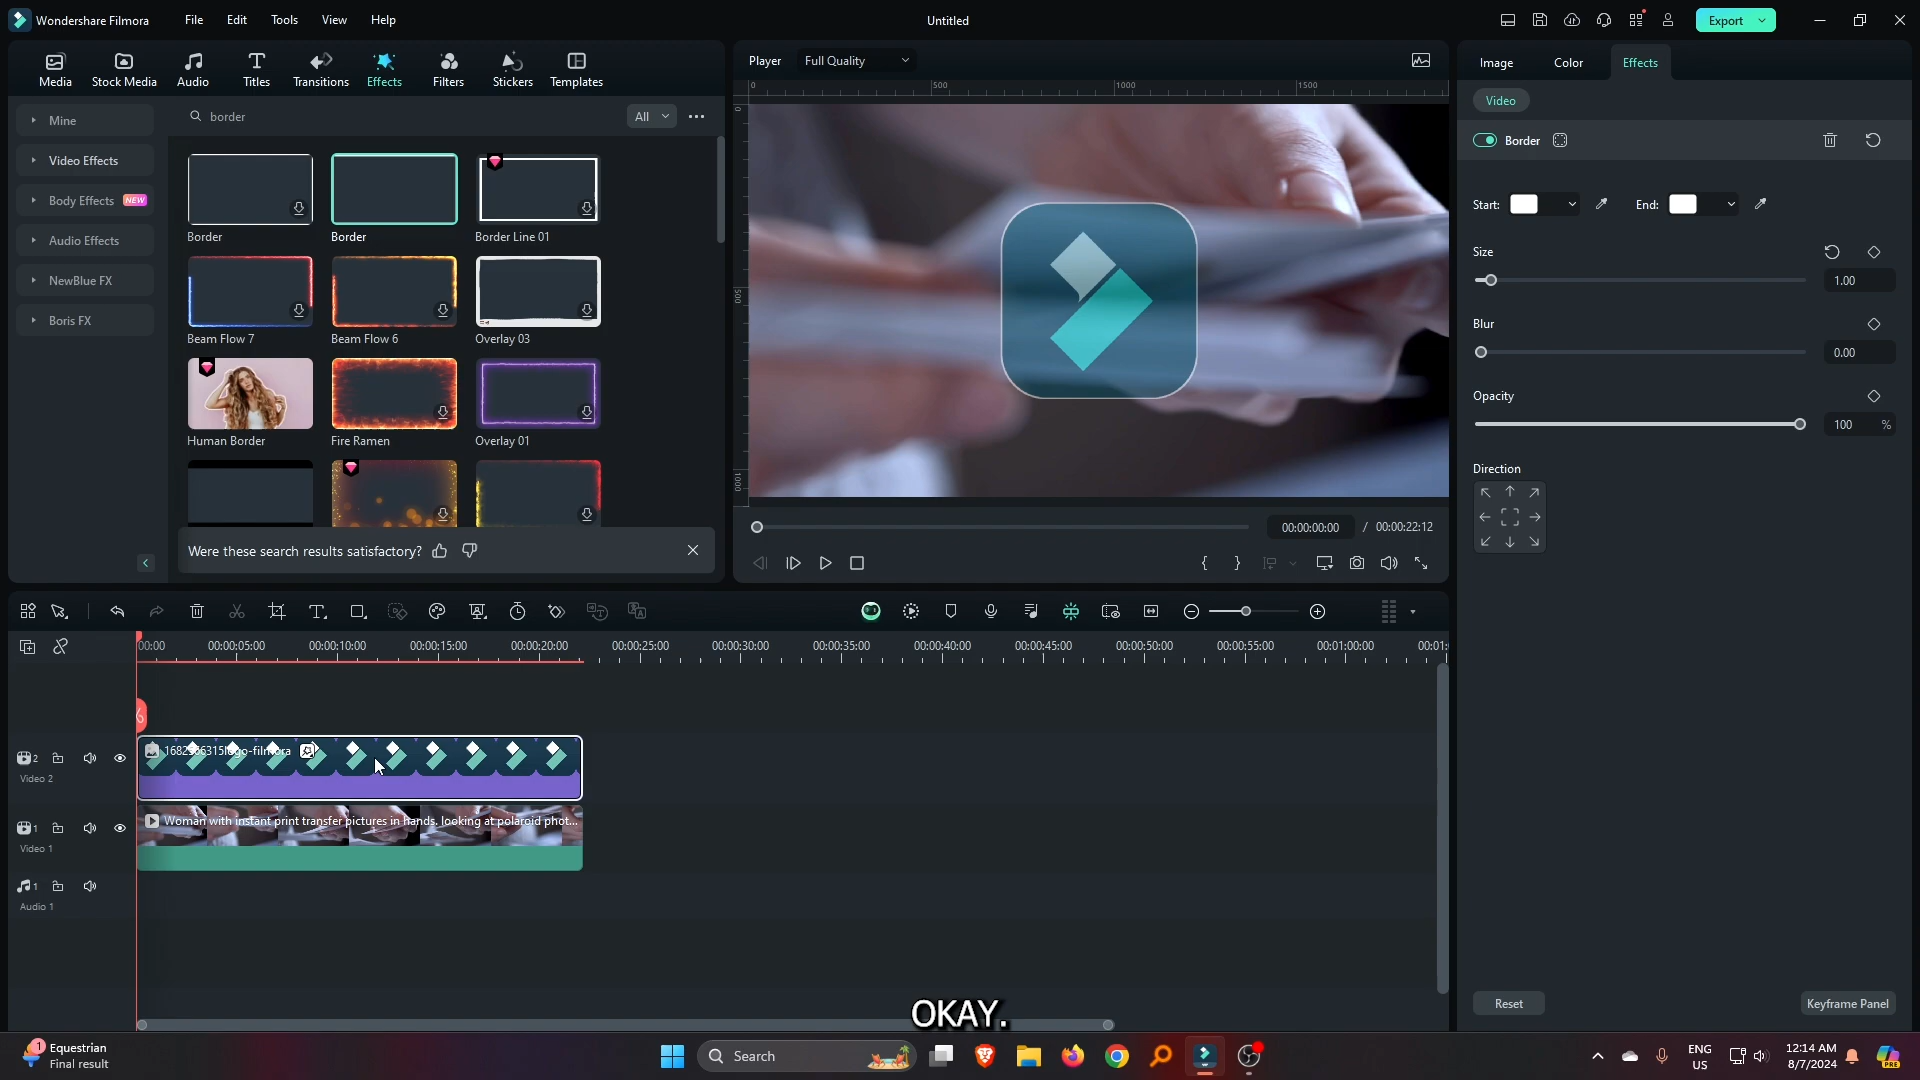 Wondershare Filmora
File Edit Tools View Help
Untitled
Export
Media Stock Media Audio Titles Transitions Effects Filters Stickers Templates
Player Full Quality
Image Color Effects
Mine
Video Effects
Body Effects NEW
Audio Effects
NewBlue FX
Boris FX
border
All
Border Border Border Line 01
Beam Flow 7 Beam Flow 6 Overlay 03
Human Border Fire Ramen Overlay 01
Were these search results satisfactory?
0 500 1000 1500
0
500
1000
00:00:00:00 / 00:00:22:12
Video
Border
Start: End:
Size
1.00
Blur
0.00
Opacity
100 %
Direction
Reset Keyframe Panel
00:00 00:00:05:00 00:00:10:00 00:00:15:00 00:00:20:00 00:00:25:00 00:00:30:00 00:00:35:00 00:00:40:00 00:00:45:00 00:00:50:00 00:00:55:00 00:01:00:00 00:01:
2
Video 2
1
Video 1
Woman with instant print transfer pictures in hands. looking at polaroid phot...
1
Audio 1
OKAY.
1 Equestrian
Final result
Search
ENG
US
12:14 AM
8/7/2024
PRE